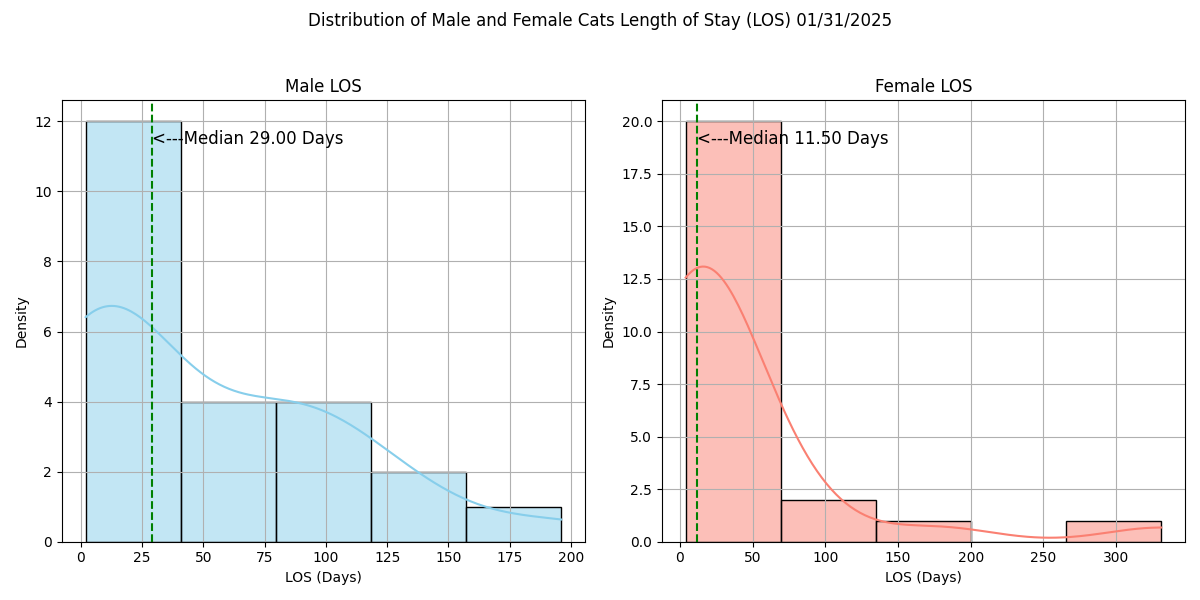 Distribution of Male and Female Cats Length of Stay (LOS) 01/31/2025
Male LOS
12
10
8
6
4
2
0
Density
<---Median 29.00 Days
0 25 50 75 100 125 150 175 200
LOS (Days)
Female LOS
20.0
17.5
15.0
12.5
10.0
7.5
5.0
2.5
0.0
Density
<---Median 11.50 Days
0 50 100 150 200 250 300
LOS (Days)